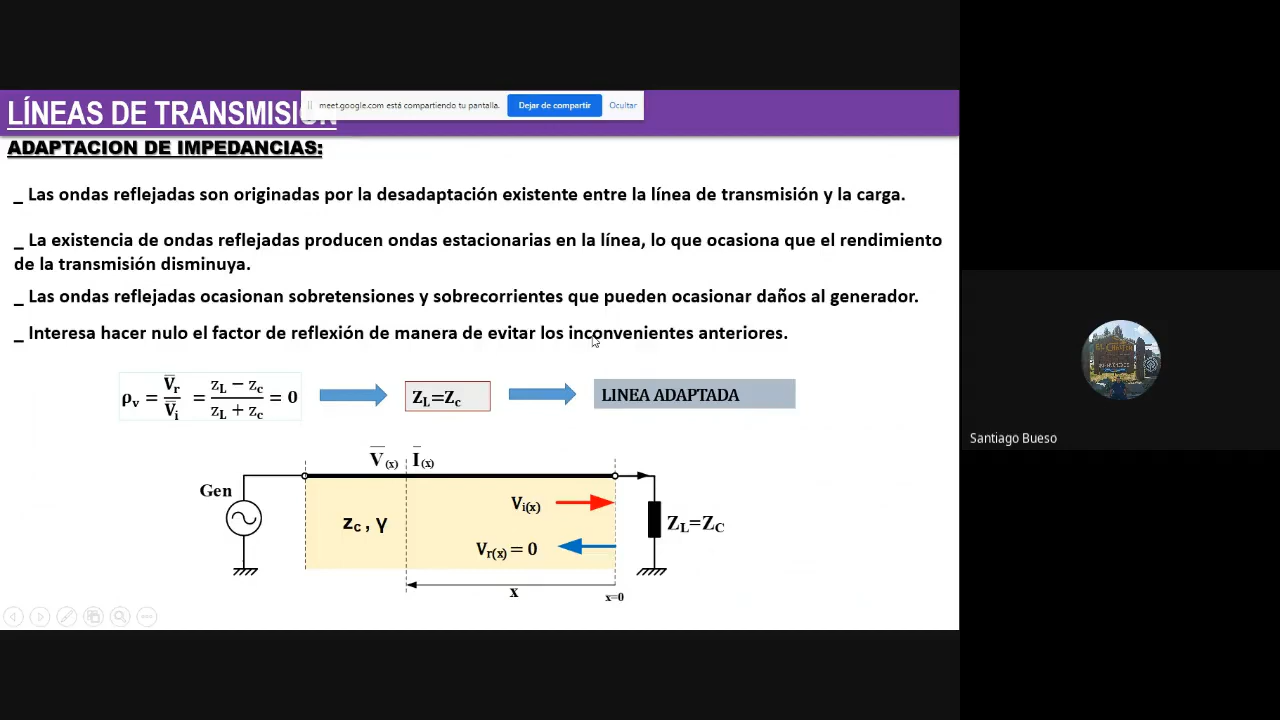 LÍNEAS DE TRANSMISIÓN
meet.google.com está compartiendo tu pantalla. Dejar de compartir Ocultar
ADAPTACION DE IMPEDANCIAS:
_ Las ondas reflejadas son originadas por la desadaptación existente entre la línea de transmisión y la carga.
_ La existencia de ondas reflejadas producen ondas estacionarias en la línea, lo que ocasiona que el rendimiento
de la transmisión disminuya.
_ Las ondas reflejadas ocasionan sobretensiones y sobrecorrientes que pueden ocasionar daños al generador.
_ Interesa hacer nulo el factor de reflexión de manera de evitar los inconvenientes anteriores.
ρv = V̅r / V̅i = (zL − zc) / (zL + zc) = 0
ZL=Zc
LINEA ADAPTADA
V̅(x) I̅(x)
Gen
Vi(x)
zc , γ
ZL=ZC
Vr(x) = 0
x
x=0
Santiago Bueso